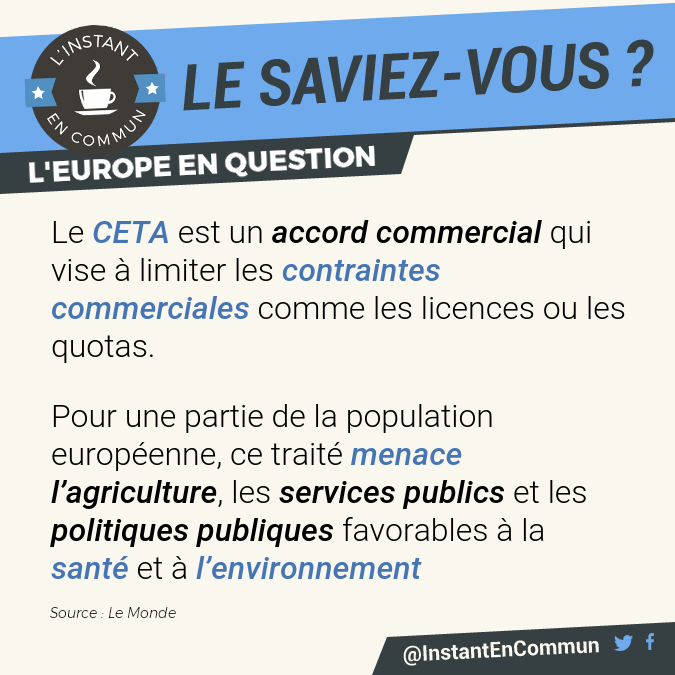 L'INSTANT
EN COMMUN
LE SAVIEZ-VOUS ?
L'EUROPE EN QUESTION
Le CETA est un accord commercial qui
vise à limiter les contraintes
commerciales comme les licences ou les
quotas.
Pour une partie de la population
européenne, ce traité menace
l’agriculture, les services publics et les
politiques publiques favorables à la
santé et à l’environnement
Source : Le Monde
@InstantEnCommun